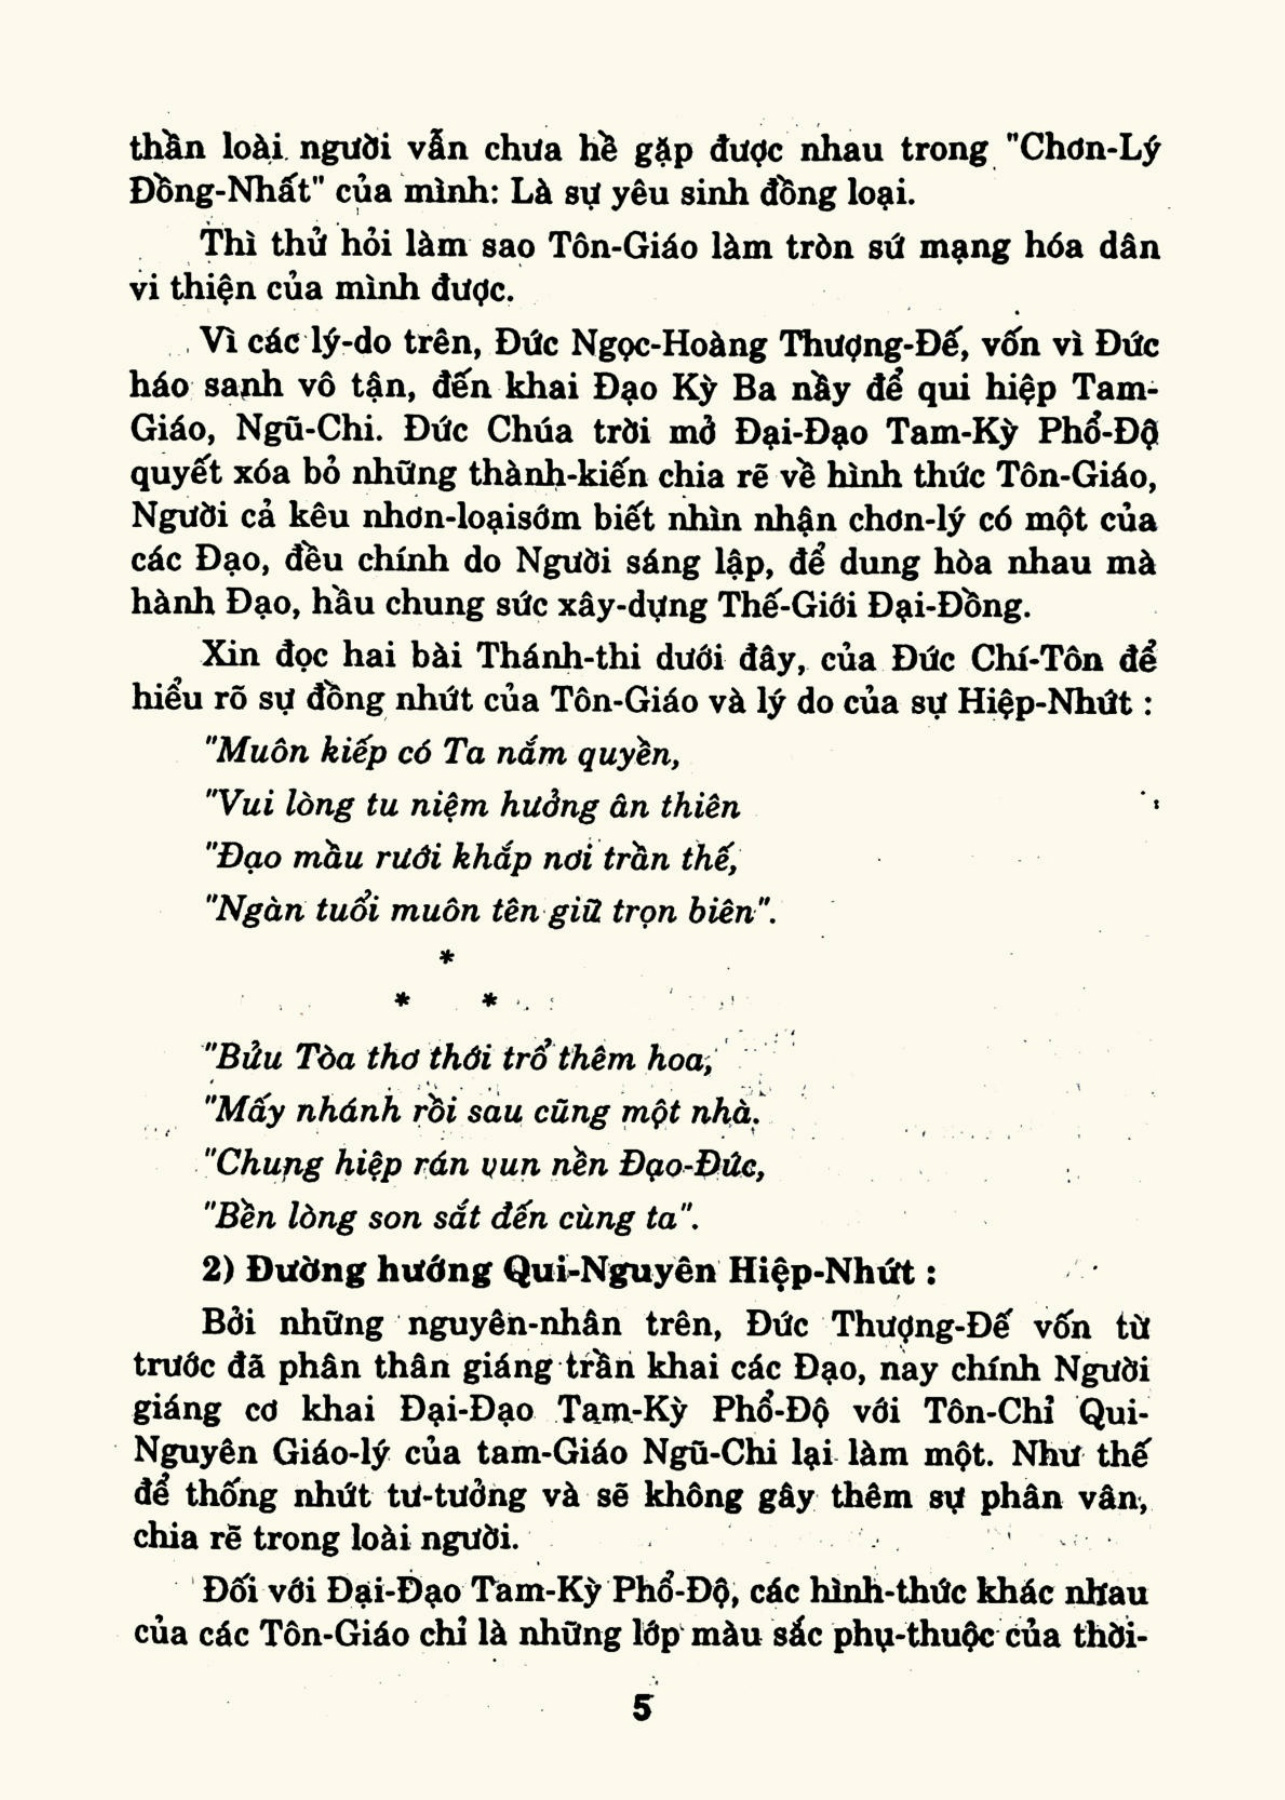 thần loài người vẫn chưa hề gặp được nhau trong "Chơn-Lý
Đồng-Nhất" của mình: Là sự yêu sinh đồng loại.
Thì thử hỏi làm sao Tôn-Giáo làm tròn sứ mạng hóa dân
vi thiện của mình được.
Vì các lý-do trên, Đức Ngọc-Hoàng Thượng-Đế, vốn vì Đức
háo sanh vô tận, đến khai Đạo Kỳ Ba nầy để qui hiệp Tam-
Giáo, Ngũ-Chi. Đức Chúa trời mở Đại-Đạo Tam-Kỳ Phổ-Độ
quyết xóa bỏ những thành-kiến chia rẽ về hình thức Tôn-Giáo,
Người cả kêu nhơn-loạisớm biết nhìn nhận chơn-lý có một của
các Đạo, đều chính do Người sáng lập, để dung hòa nhau mà
hành Đạo, hầu chung sức xây-dựng Thế-Giới Đại-Đồng.
Xin đọc hai bài Thánh-thi dưới đây, của Đức Chí-Tôn để
hiểu rõ sự đồng nhứt của Tôn-Giáo và lý do của sự Hiệp-Nhứt :
"Muôn kiếp có Ta nắm quyền,
"Vui lòng tu niệm hưởng ân thiên
"Đạo mầu rưới khắp nơi trần thế,
"Ngàn tuổi muôn tên giữ trọn biên".
*
* *
"Bửu Tòa thơ thới trổ thêm hoa,
"Mấy nhánh rồi sau cũng một nhà.
"Chung hiệp rán vun nền Đạo-Đức,
"Bền lòng son sắt đến cùng ta".
2) Đường hướng Qui-Nguyên Hiệp-Nhứt :
Bởi những nguyên-nhân trên, Đức Thượng-Đế vốn từ
trước đã phân thân giáng trần khai các Đạo, nay chính Người
giáng cơ khai Đại-Đạo Tam-Kỳ Phổ-Độ với Tôn-Chỉ Qui-
Nguyên Giáo-lý của tam-Giáo Ngũ-Chi lại làm một. Như thế
để thống nhứt tư-tưởng và sẽ không gây thêm sự phân vân,
chia rẽ trong loài người.
Đối với Đại-Đạo Tam-Kỳ Phổ-Độ, các hình-thức khác nhau
của các Tôn-Giáo chỉ là những lớp màu sắc phụ-thuộc của thời-
5